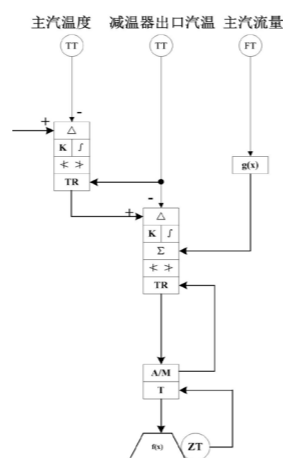 主汽温度 减温器出口汽温 主汽流量
TT TT FT
-
+ △
K ∫
g(x)
≮ ≯
TR
-
+ △
K ∫
Σ
≮ ≯
TR
A/M
T
f(x) ZT